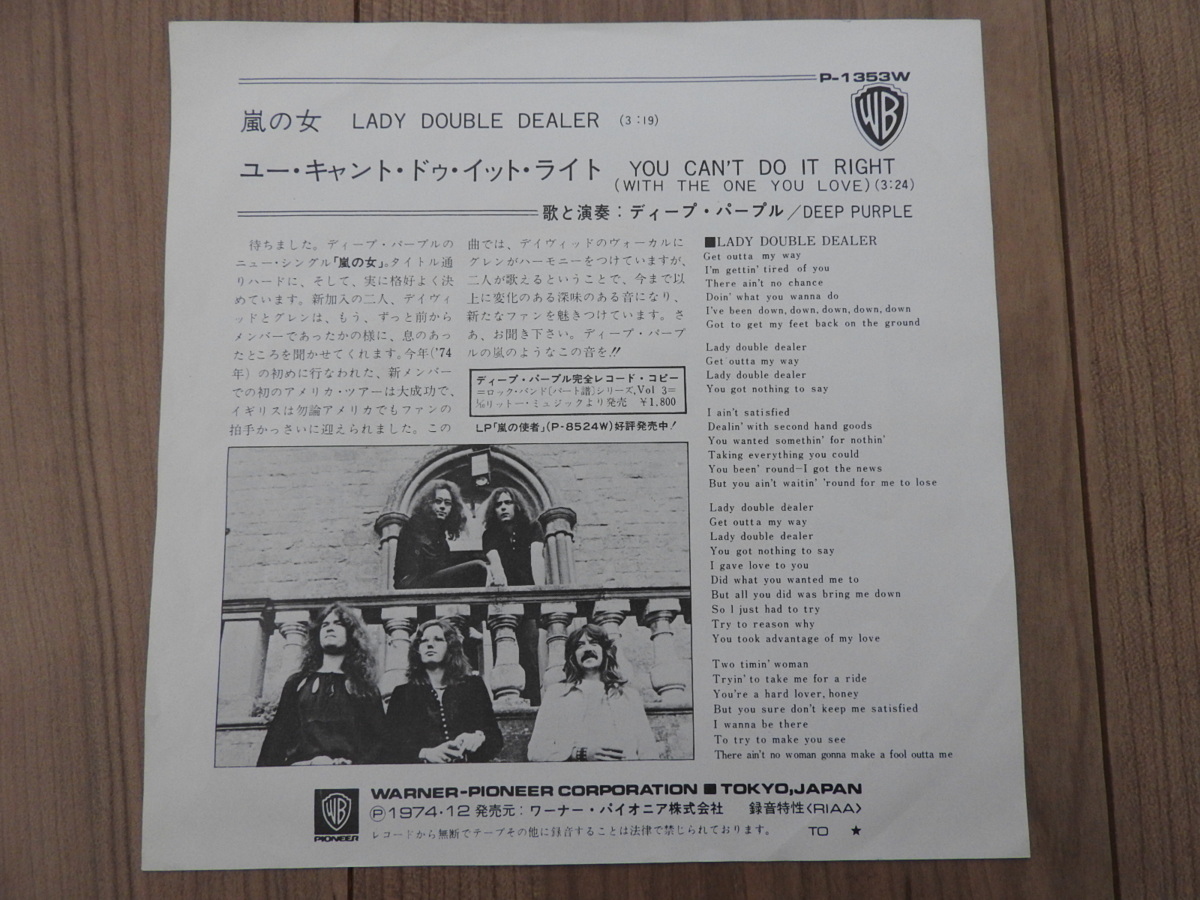 P-1353W
WB
嵐の女 LADY DOUBLE DEALER (3:19)
ユー・キャント・ドゥ・イット・ライト YOU CAN'T DO IT RIGHT
(WITH THE ONE YOU LOVE) (3:24)
歌と演奏：ディープ・パープル／DEEP PURPLE
待ちました。ディープ・パープルの
ニュー・シングル「嵐の女」。タイトル通
りハードに、そして、実に格好よく決
めています。新加入の二人、デイヴィ
ッドとグレンは、もう、ずっと前から
メンバーであったかの様に、息のあっ
たところを聞かせてくれます。今年('74
年）の初めに行なわれた、新メンバー
での初のアメリカ・ツアーは大成功で、
イギリスは勿論アメリカでもファンの
拍手かっさいに迎えられました。この
曲では、デイヴィッドのヴォーカルに
グレンがハーモニーをつけていますが、
二人が歌えるということで、今まで以
上に変化のある深味のある音になり、
新たなファンを魅きつけています。さ
あ、お聞き下さい。ディープ・パープ
ルの嵐のようなこの音を!!
ディープ・パープル完全レコード・コピー
=ロック・バンド〔パート譜〕シリーズ,Vol 3=
リットー・ミュジックより発売 ¥1,800
LP「嵐の使者」(P-8524W)好評発売中!
■LADY DOUBLE DEALER
Get outta my way
I'm gettin' tired of you
There ain't no chance
Doin' what you wanna do
I've been down, down, down, down, down
Got to get my feet back on the ground
Lady double dealer
Get outta my way
Lady double dealer
You got nothing to say
I ain't satisfied
Dealin' with second hand goods
You wanted somethin' for nothin'
Taking everything you could
You been' round—I got the news
But you ain't waitin' 'round for me to lose
Lady double dealer
Get outta my way
Lady double dealer
You got nothing to say
I gave love to you
Did what you wanted me to
But all you did was bring me down
So I just had to try
Try to reason why
You took advantage of my love
Two timin' woman
Tryin' to take me for a ride
You're a hard lover, honey
But you sure don't keep me satisfied
I wanna be there
To try to make you see
There ain't no woman gonna make a fool outta me
WB
PIONEER
WARNER-PIONEER CORPORATION ■ TOKYO, JAPAN
Ⓟ1974・12 発売元：ワーナー・パイオニア株式会社 録音特性〈RIAA〉
レコードから無断でテープその他に録音することは法律で禁じられております。 TO ★